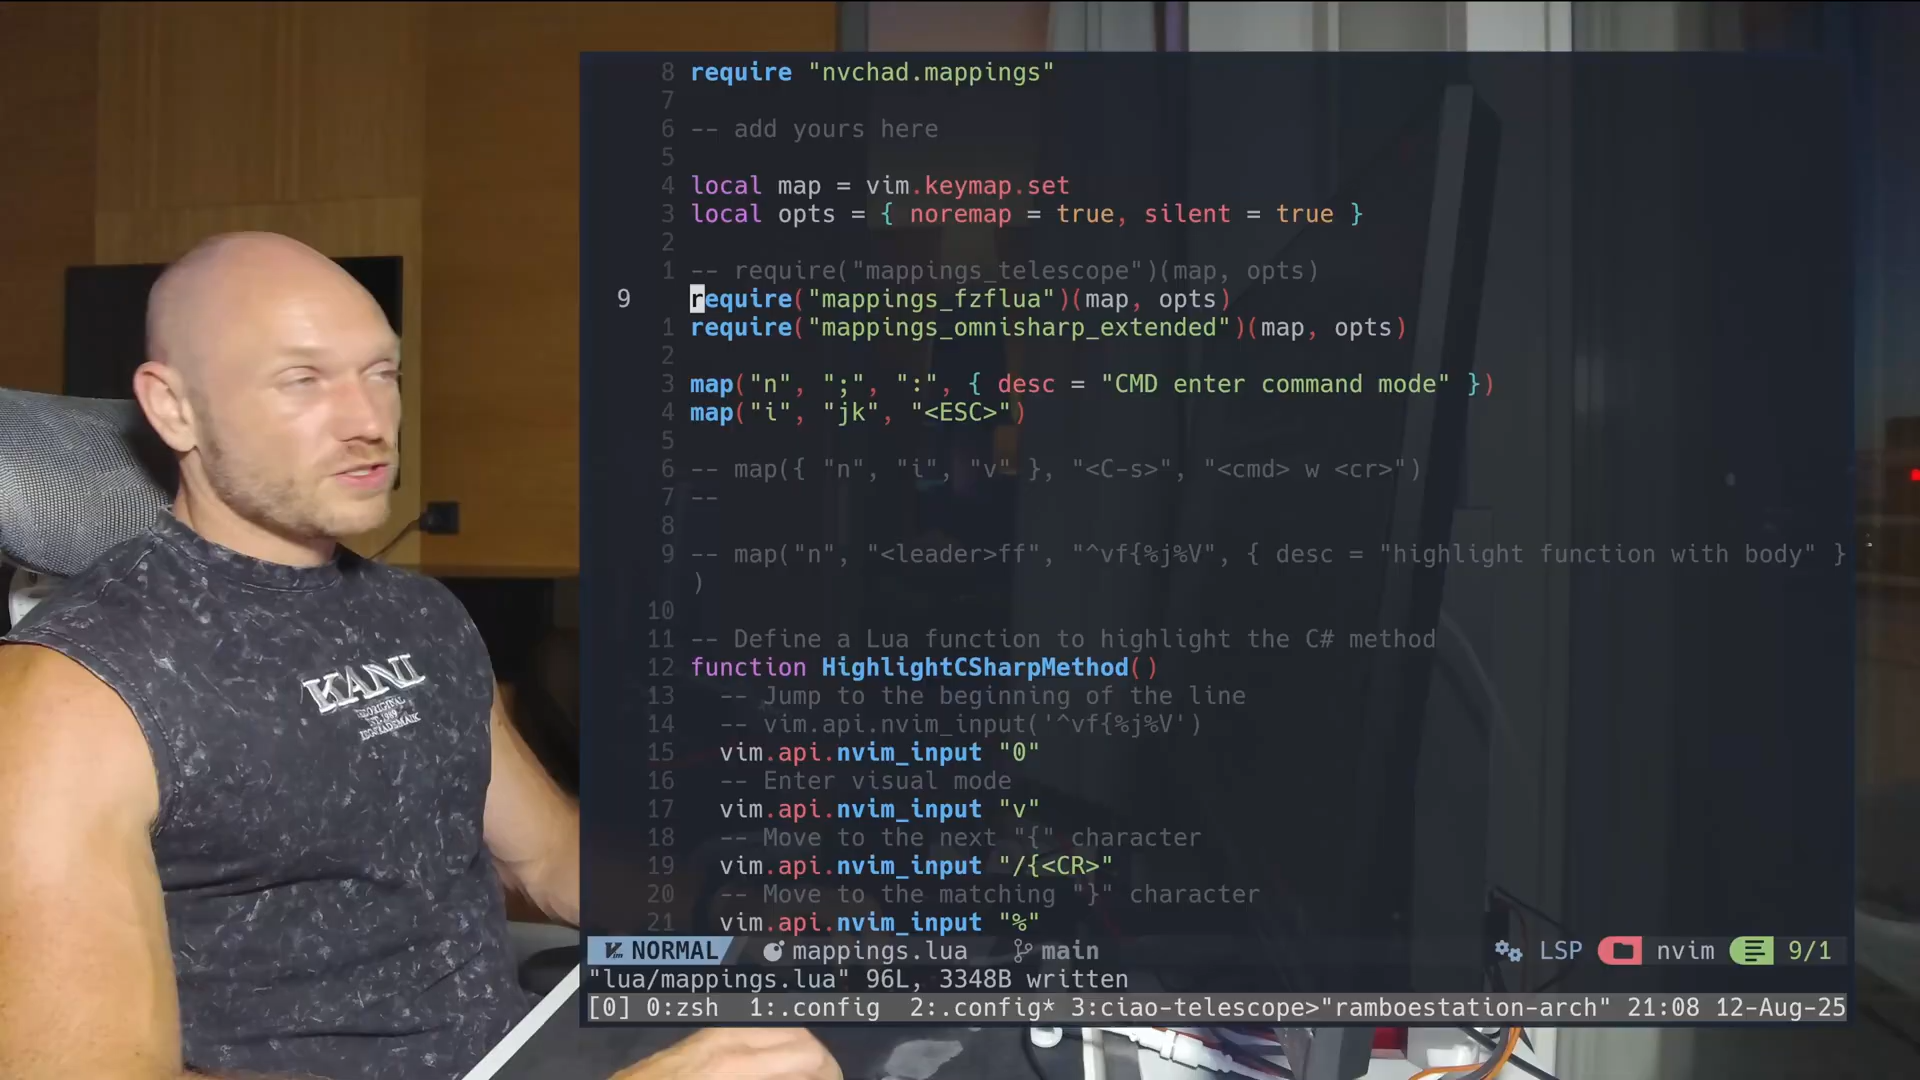 8 require "nvchad.mappings"
7
6 -- add yours here
5
4 local map = vim.keymap.set
3 local opts = { noremap = true, silent = true }
2
1 -- require("mappings_telescope")(map, opts)
9 require("mappings_fzflua")(map, opts)
1 require("mappings_omnisharp_extended")(map, opts)
2
3 map("n", ";", ":", { desc = "CMD enter command mode" })
4 map("i", "jk", "<ESC>")
5
6 -- map({ "n", "i", "v" }, "<C-s>", "<cmd> w <cr>")
7 --
8
9 -- map("n", "<leader>ff", "^vf{%j%V", { desc = "highlight function with body" }
)
10
11 -- Define a Lua function to highlight the C# method
12 function HighlightCSharpMethod()
13 -- Jump to the beginning of the line
14 -- vim.api.nvim_input('^vf{%j%V')
15 vim.api.nvim_input "0"
16 -- Enter visual mode
17 vim.api.nvim_input "v"
18 -- Move to the next "{" character
19 vim.api.nvim_input "/{<CR>"
20 -- Move to the matching "}" character
21 vim.api.nvim_input "%"
NORMAL mappings.lua main LSP nvim 9/1
"lua/mappings.lua" 96L, 3348B written
[0] 0:zsh 1:.config 2:.config* 3:ciao-telescope>"ramboestation-arch" 21:08 12-Aug-25
KANI